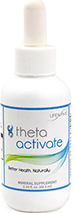 theta
activate
Better Health. Naturally.
MINERAL SUPPLEMENT